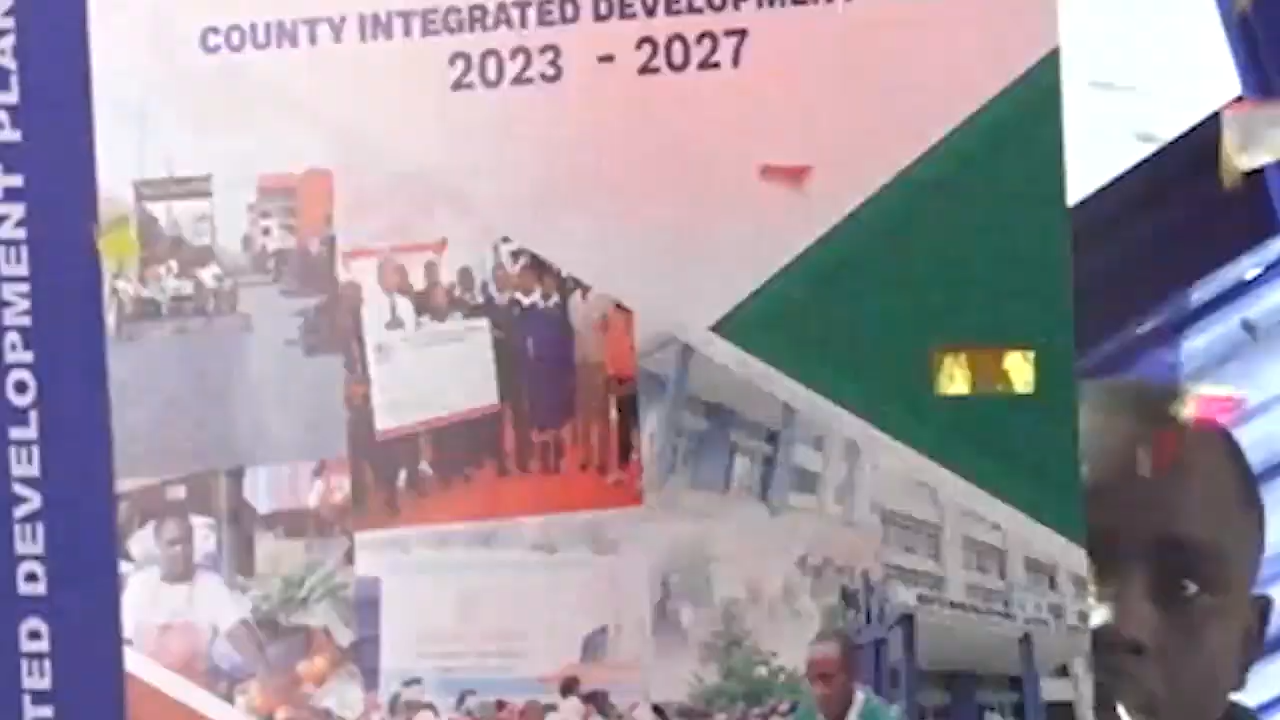 COUNTY INTEGRATED DEVELOPMENT
2023 - 2027
TED DEVELOPMENT PLAN